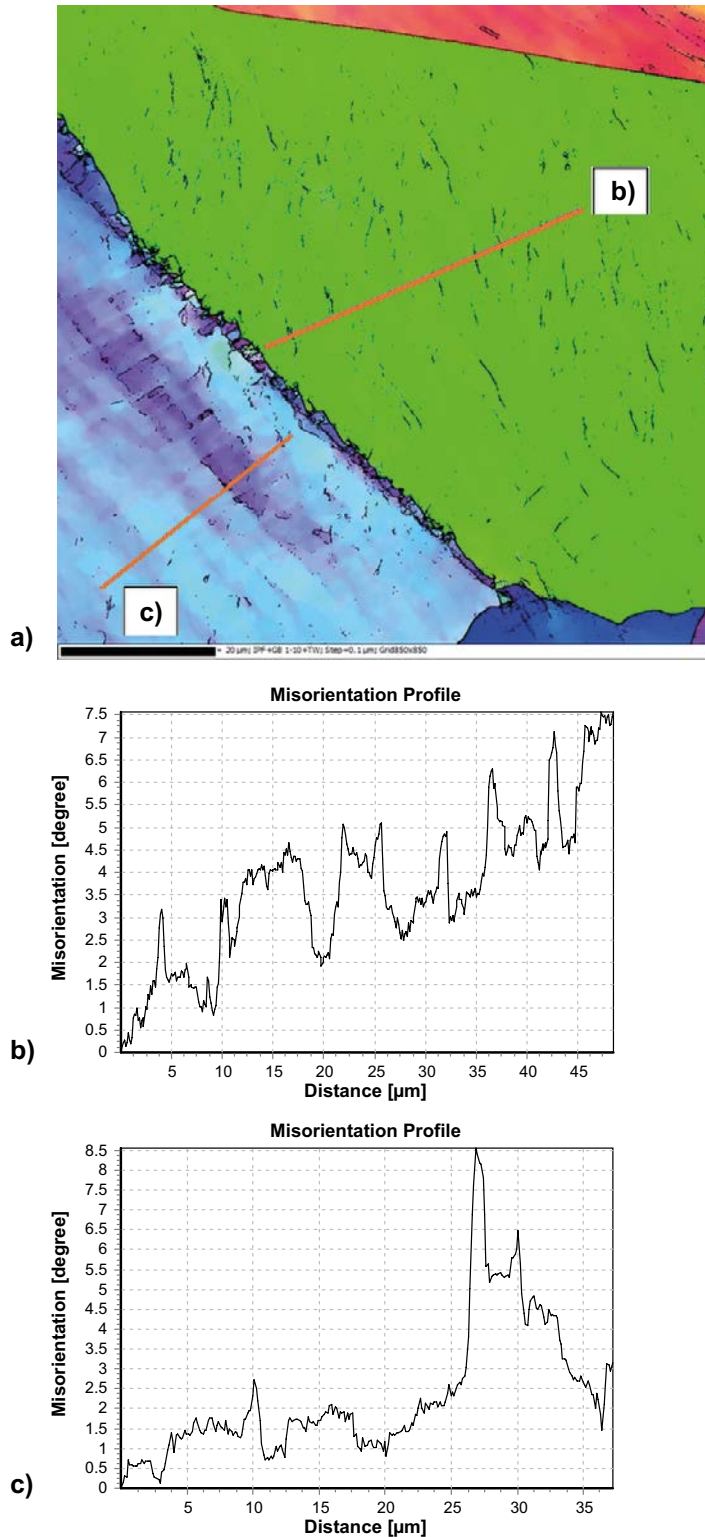 b)
c)
a)
= 20 µm; IPF+GB 1-10+TW; Step=0.1 µm; Grid850x850
Misorientation Profile
7.5
7
6.5
6
5.5
5
4.5
4
3.5
3
2.5
2
1.5
1
0.5
0
Misorientation [degree]
5 10 15 20 25 30 35 40 45
Distance [µm]
b)
Misorientation Profile
8.5
8
7.5
7
6.5
6
5.5
5
4.5
4
3.5
3
2.5
2
1.5
1
0.5
0
Misorientation [degree]
5 10 15 20 25 30 35
Distance [µm]
c)